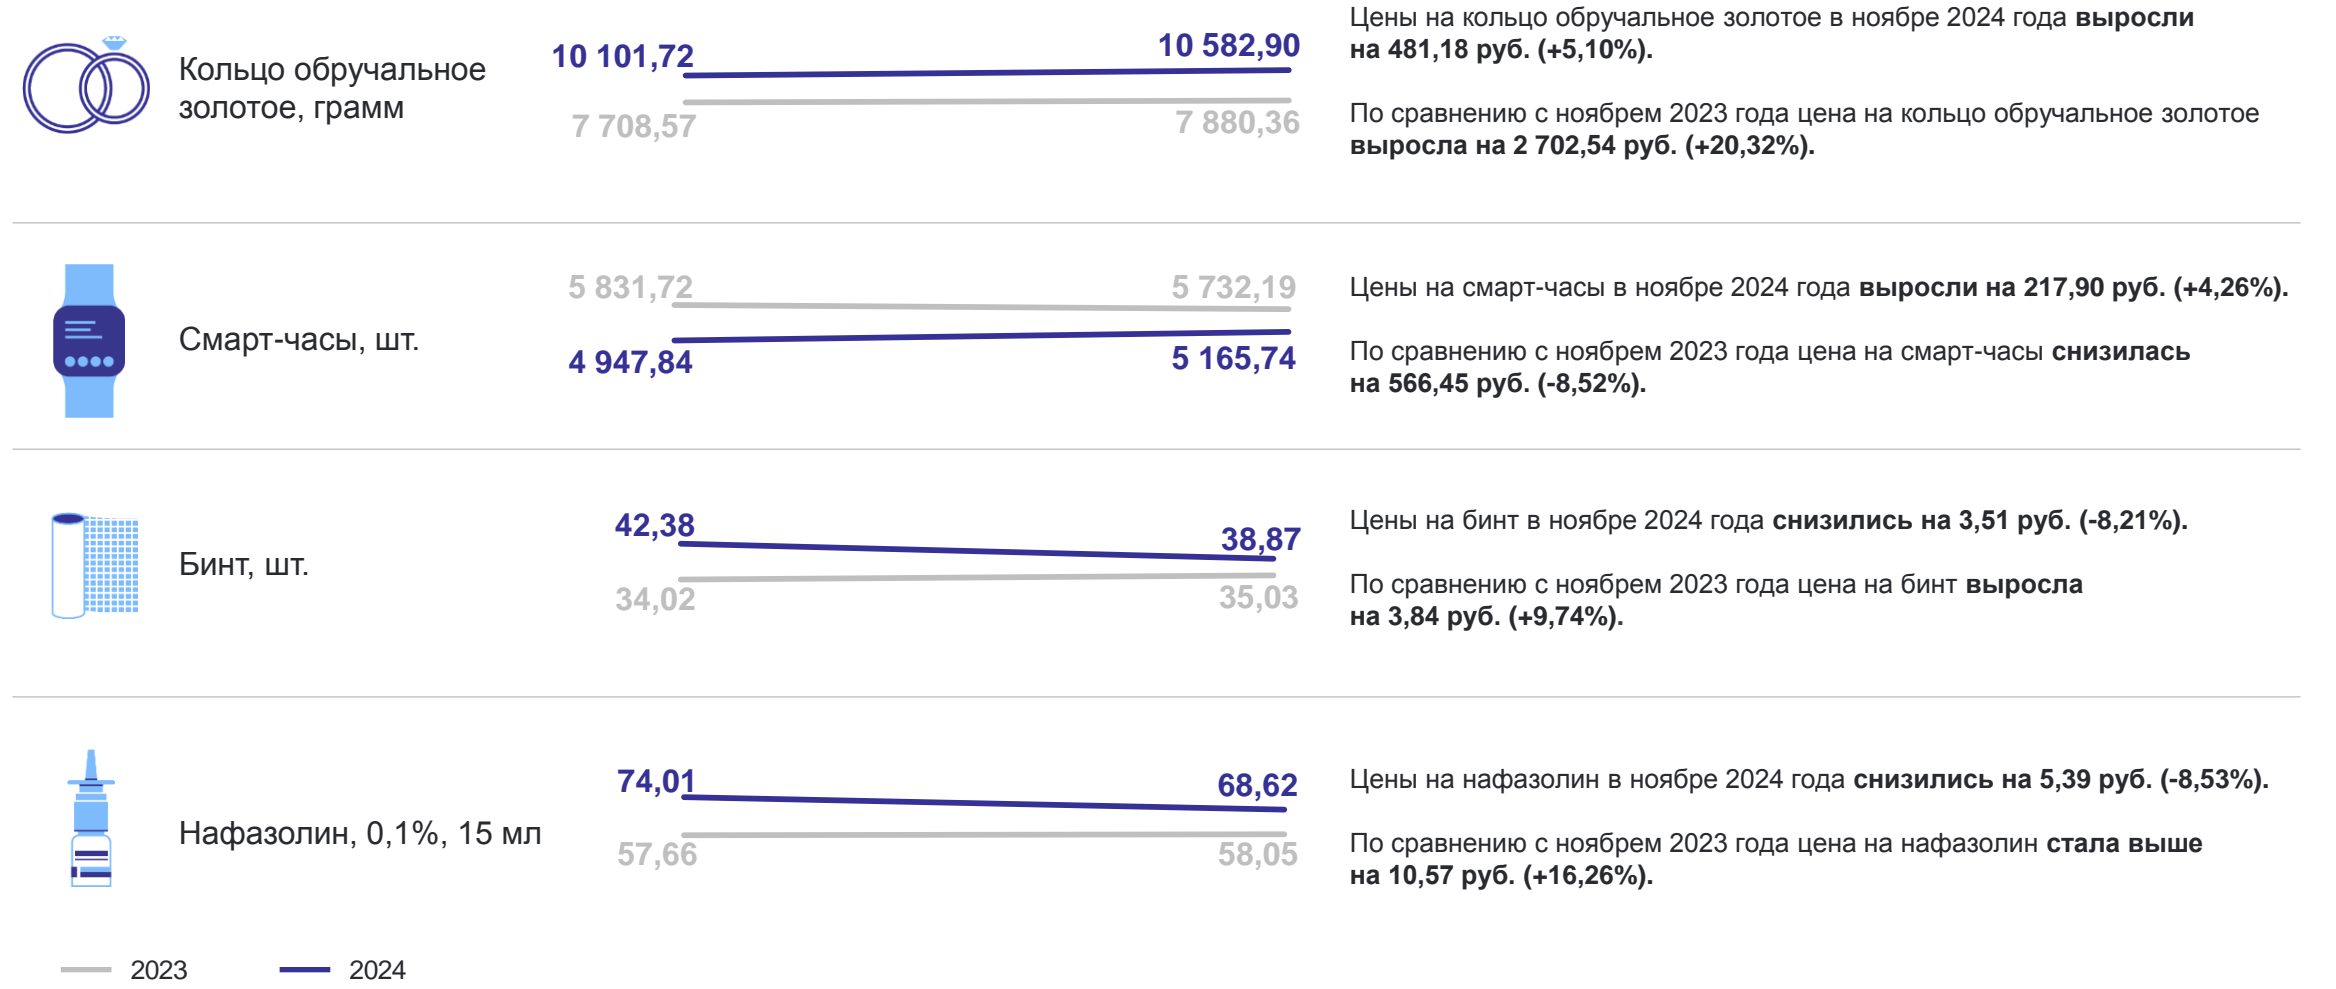 Кольцо обручальное
золотое, грамм
10 101,72
10 582,90
7 708,57
7 880,36
Цены на кольцо обручальное золотое в ноябре 2024 года выросли
на 481,18 руб. (+5,10%).
По сравнению с ноябрем 2023 года цена на кольцо обручальное золотое
выросла на 2 702,54 руб. (+20,32%).
Смарт-часы, шт.
5 831,72
5 732,19
4 947,84
5 165,74
Цены на смарт-часы в ноябре 2024 года выросли на 217,90 руб. (+4,26%).
По сравнению с ноябрем 2023 года цена на смарт-часы снизилась
на 566,45 руб. (-8,52%).
Бинт, шт.
42,38
38,87
34,02
35,03
Цены на бинт в ноябре 2024 года снизились на 3,51 руб. (-8,21%).
По сравнению с ноябрем 2023 года цена на бинт выросла
на 3,84 руб. (+9,74%).
Нафазолин, 0,1%, 15 мл
74,01
68,62
57,66
58,05
Цены на нафазолин в ноябре 2024 года снизились на 5,39 руб. (-8,53%).
По сравнению с ноябрем 2023 года цена на нафазолин стала выше
на 10,57 руб. (+16,26%).
2023
2024